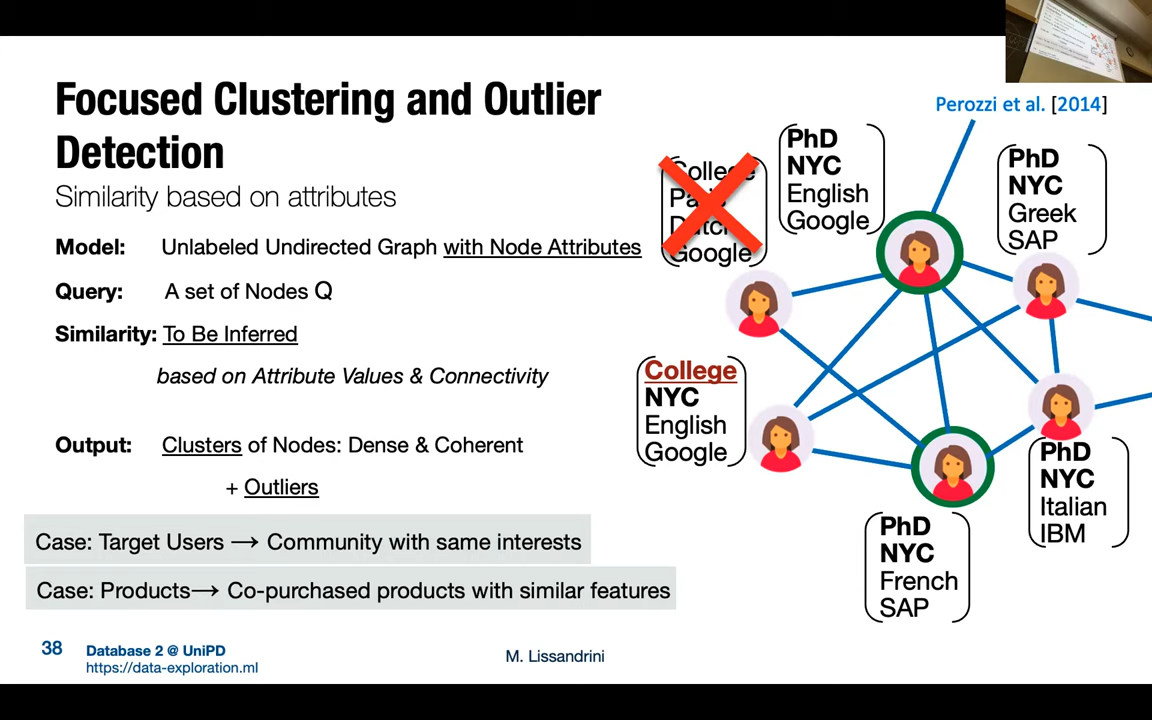 Focused Clustering and Outlier
Detection
Similarity based on attributes
Model: Unlabeled Undirected Graph with Node Attributes
Query: A set of Nodes Q
Similarity: To Be Inferred
based on Attribute Values & Connectivity
Output: Clusters of Nodes: Dense & Coherent
+ Outliers
Case: Target Users → Community with same interests
Case: Products→ Co-purchased products with similar features
Perozzi et al. [2014]
College
Paris
Dutch
Google
PhD
NYC
English
Google
PhD
NYC
Greek
SAP
College
NYC
English
Google
PhD
NYC
Italian
IBM
PhD
NYC
French
SAP
38
Database 2 @ UniPD
https://data-exploration.ml
M. Lissandrini